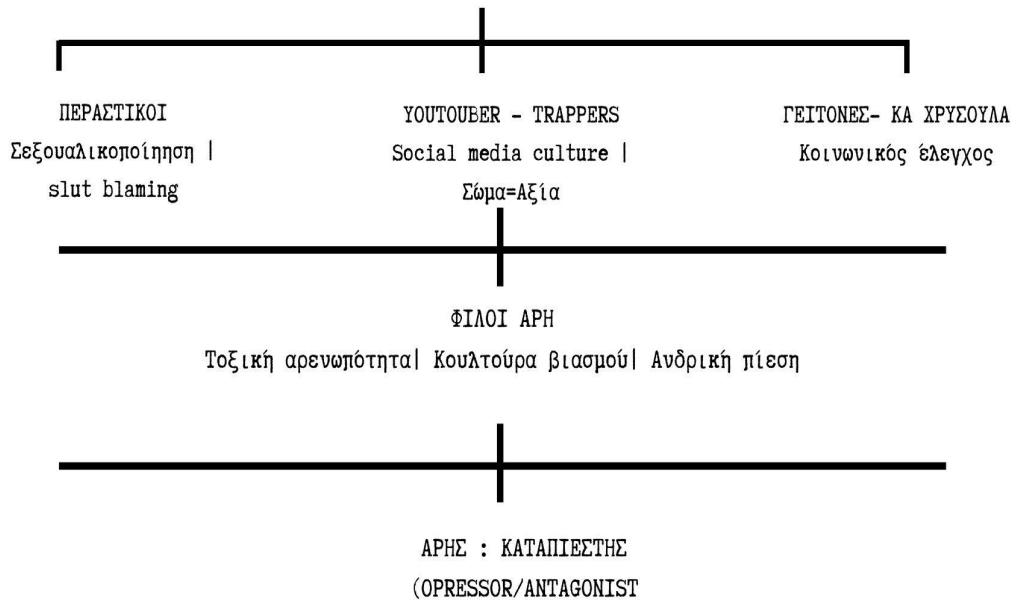 ΠΕΡΑΣΤΙΚΟΙ
Σεξουαλικοποίηηση |
slut blaming
YOUTOUBER - TRAPPERS
Social media culture |
Σώμα=Αξία
ΓΕΙΤΟΝΕΣ- ΚΑ ΧΡΥΣΟΥΛΑ
Κοινωνικός έλεγχος
ΦΙΛΟΙ ΑΡΗ
Τοξική αρενωπότητα| Κουλτούρα βιασμού| Ανδρική πίεση
ΑΡΗΣ : ΚΑΤΑΠΙΕΣΤΗΣ
(OPRESSOR/ANTAGONIST